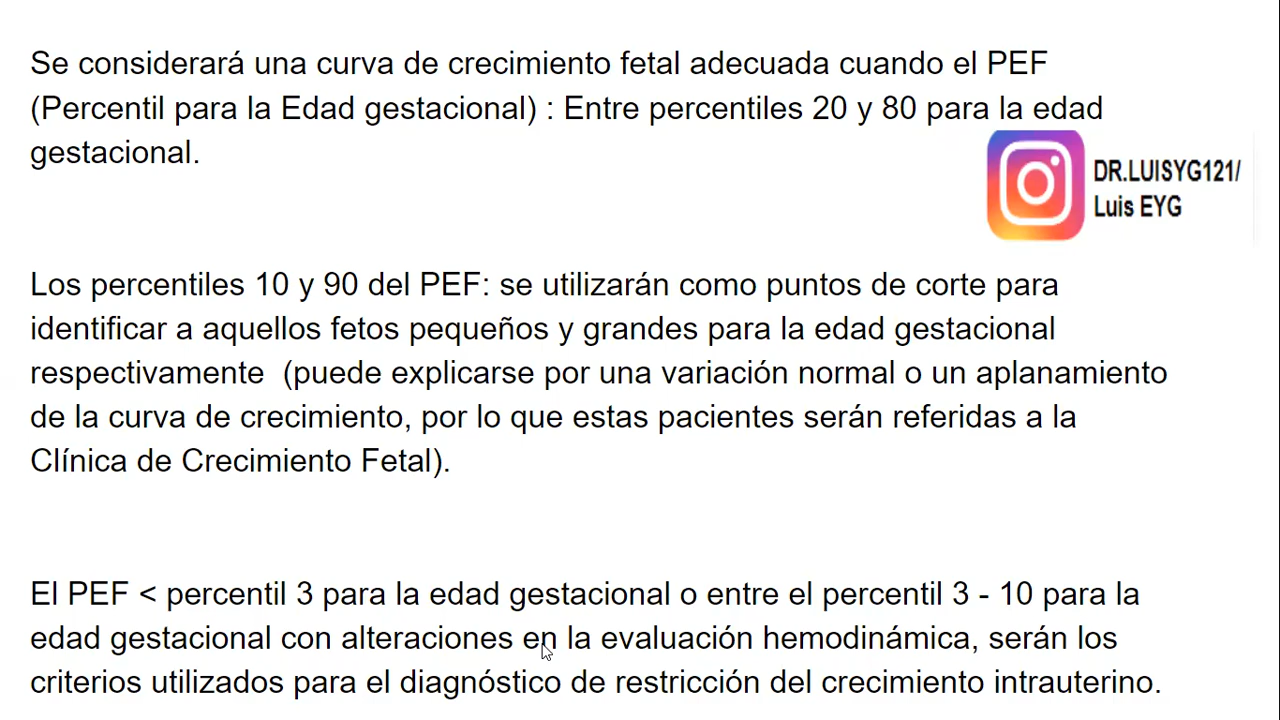 Se considerará una curva de crecimiento fetal adecuada cuando el PEF
(Percentil para la Edad gestacional) : Entre percentiles 20 y 80 para la edad
gestacional.
DR.LUISYG121/
Luis EYG
Los percentiles 10 y 90 del PEF: se utilizarán como puntos de corte para
identificar a aquellos fetos pequeños y grandes para la edad gestacional
respectivamente  (puede explicarse por una variación normal o un aplanamiento
de la curva de crecimiento, por lo que estas pacientes serán referidas a la
Clínica de Crecimiento Fetal).
El PEF < percentil 3 para la edad gestacional o entre el percentil 3 - 10 para la
edad gestacional con alteraciones en la evaluación hemodinámica, serán los
criterios utilizados para el diagnóstico de restricción del crecimiento intrauterino.